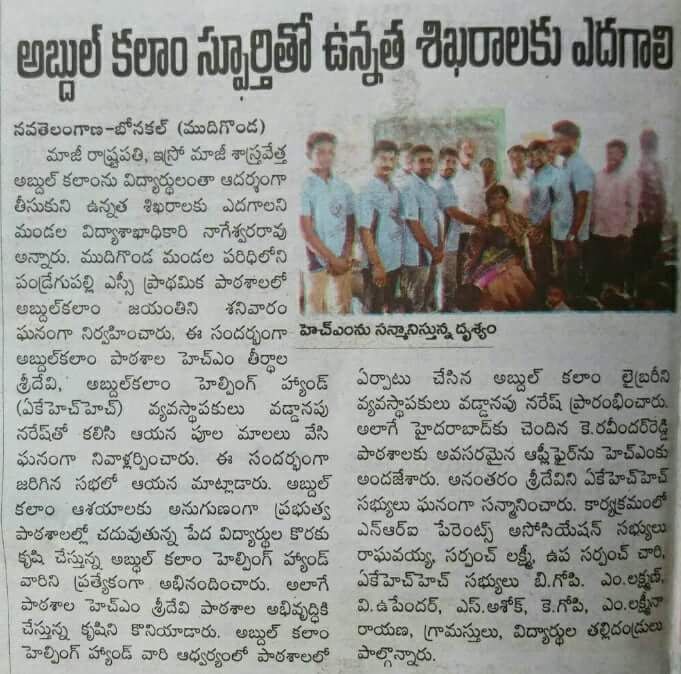 అబ్దుల్ కలాం స్ఫూర్తితో ఉన్నత శిఖరాలకు ఎదగాలి
నవతెలంగాణ-బోనకల్ (ముదిగొండ)
మాజీ రాష్ట్రపతి, ఇస్రో మాజీ శాస్త్రవేత్త
అబ్దుల్ కలాంను విద్యార్థులంతా ఆదర్శంగా
తీసుకుని ఉన్నత శిఖరాలకు ఎదగాలని
మండల విద్యాశాఖాధికారి నాగేశ్వరరావు
అన్నారు. ముదిగొండ మండల పరిధిలోని
పండ్రేగుపల్లి ఎస్సీ ప్రాథమిక పాఠశాలలో
అబ్దుల్‌కలాం జయంతిని శనివారం
ఘనంగా నిర్వహించారు, ఈ సందర్భంగా
అబ్దుల్‌కలాం పాఠశాల హెచ్ఎం తీర్థాల
శ్రీదేవి, అబ్దుల్‌కలాం హెల్పింగ్ హ్యాండ్
(ఏకేహెచ్‌హెచ్) వ్యవస్థాపకులు వడ్డానపు
నరేష్‌తో కలిసి ఆయన పూల మాలలు వేసి
ఘనంగా నివాళ్లర్పించారు. ఈ సందర్భంగా
జరిగిన సభలో ఆయన మాట్లాడారు. అబ్దుల్
కలాం ఆశయాలకు అనుగుణంగా ప్రభుత్వ
పాఠశాలల్లో చదువుతున్న పేద విద్యార్థుల కొరకు
కృషి చేస్తున్న అబ్దుల్ కలాం హెల్పింగ్ హ్యాండ్
వారిని ప్రత్యేకంగా అభినందించారు. అలాగే
పాఠశాల హెచ్ఎం శ్రీదేవి పాఠశాల అభివృద్ధికి
చేస్తున్న కృషిని కొనియాడారు. అబ్దుల్ కలాం
హెల్పింగ్ హ్యాండ్ వారి ఆధ్వర్యంలో పాఠశాలలో
హెచ్ఎంను సన్మానిస్తున్న దృశ్యం
ఏర్పాటు చేసిన అబ్దుల్ కలాం లైబ్రరీని
వ్యవస్థాపకులు వడ్డానపు నరేష్ ప్రారంభించారు.
అలాగే హైదరాబాద్‌కు చెందిన కె.రవీందర్‌రెడ్డి
పాఠశాలకు అవసరమైన ఆప్లీఫైర్‌ను హెచ్ఎంకు
అందజేశారు. అనంతరం శ్రీదేవిని ఏకేహెచ్‌హెచ్
సభ్యులు ఘనంగా సన్మానించారు. కార్యక్రమంలో
ఎన్ఆర్ఐ పేరెంట్స్ అసోసియేషన్ సభ్యులు
రాఘవయ్య, సర్పంచ్ లక్ష్మీ, ఉప సర్పంచ్ చారి,
ఏకేహెచ్‌హెచ్ సభ్యులు బి.గోపి. ఎం.లక్ష్మణ్,
వి.ఉపేందర్, ఎస్.అశోక్, కె.గోపి, ఎం.లక్ష్మీనా
రాయణ, గ్రామస్తులు, విద్యార్థుల తల్లిదండ్రులు
పాల్గొన్నారు.